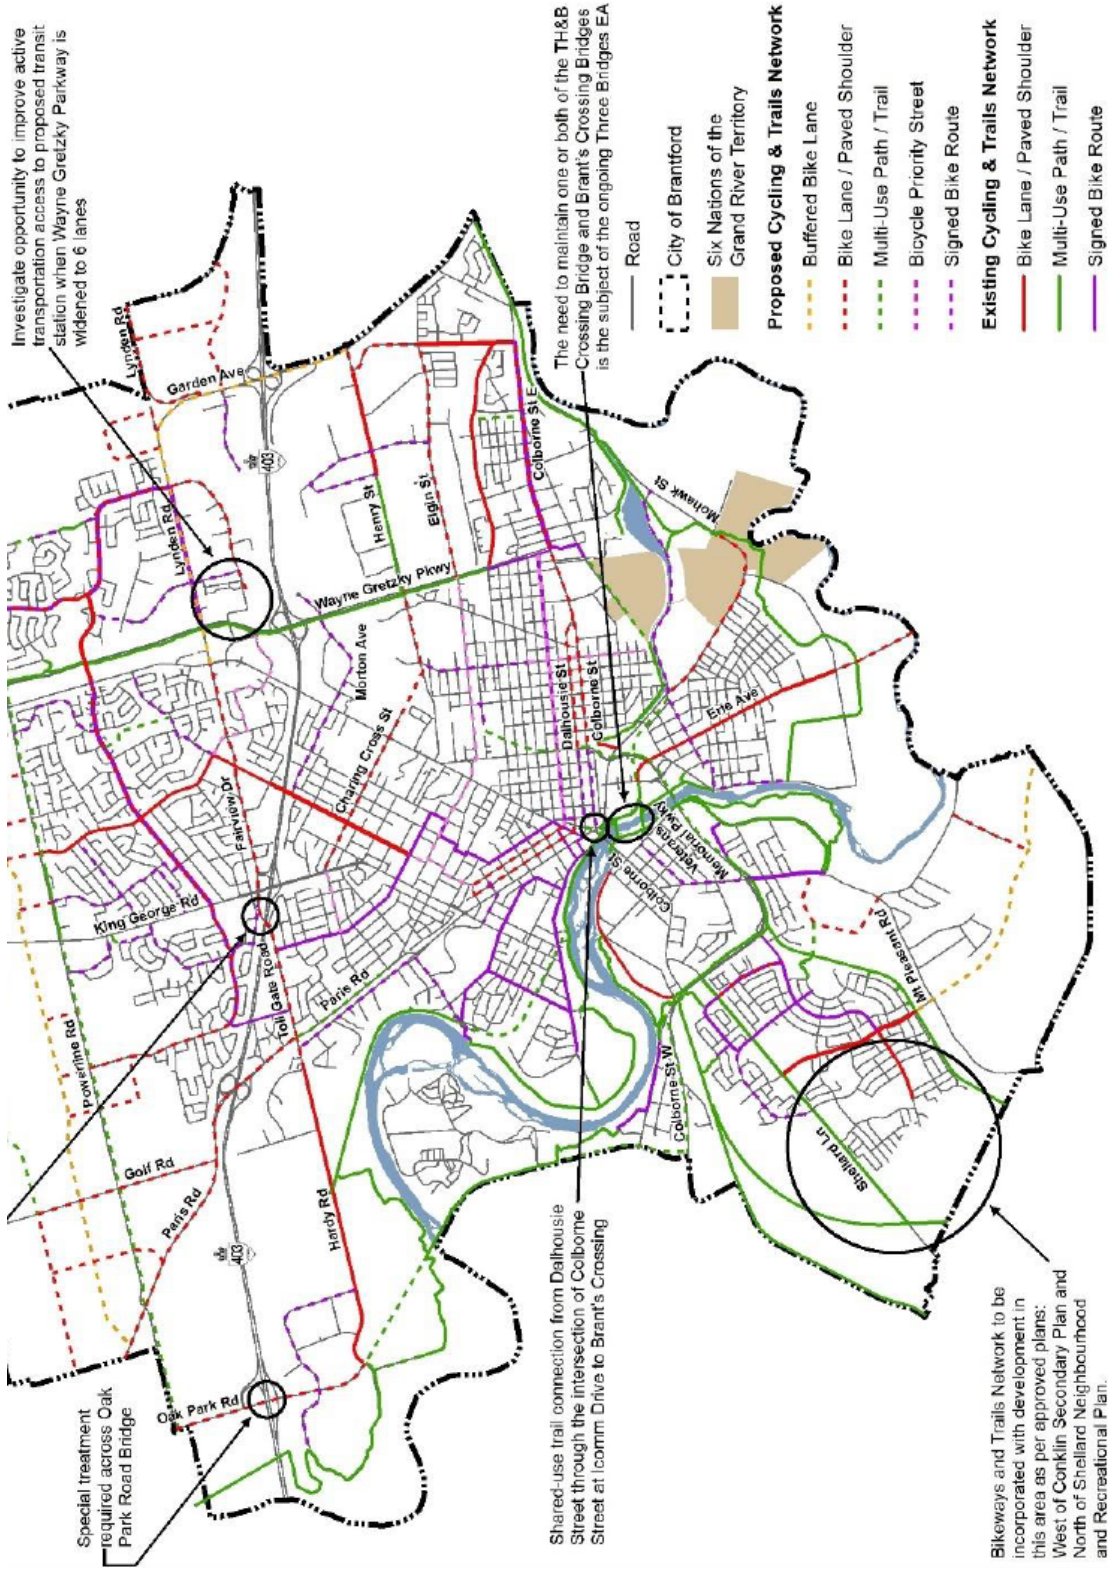 Investigate opportunity to improve active
transportation access to proposed transit
station when Wayne Gretzky Parkway is
widened to 6 lanes
The need to maintain one or both of the TH&B
Crossing Bridge and Brant's Crossing Bridges
is the subject of the ongoing Three Bridges EA
Road
City of Brantford
Six Nations of the
Grand River Territory
Proposed Cycling & Trails Network
Buffered Bike Lane
Bike Lane / Paved Shoulder
Multi-Use Path / Trail
Bicycle Priority Street
Signed Bike Route
Existing Cycling & Trails Network
Bike Lane / Paved Shoulder
Multi-Use Path / Trail
Signed Bike Route
Special treatment
required across Oak
Park Road Bridge
Shared-use trail connection from Dalhousie
Street through the intersection of Colborne
Street at Icomm Drive to Brant's Crossing
Bikeways and Trails Network to be
incorporated with development in
this area as per approved plans:
West of Conklin Secondary Plan and
North of Shellard Neighbourhood
and Recreational Plan.
Lynden Rd
Garden Ave
403
Lynden Rd
Henry St
Elgin St
Colborne St E
Wayne Gretzky Pkwy
Morton Ave
Mohawk St
Charing Cross St
Dalhousie St
Colborne St
Erie Ave
Fairview Dr
King George Rd
Toll Gate Road
Paris Rd
Veterans
Memorial Pkwy
Colborne St
Powerline Rd
Golf Rd
Paris Rd
403
Hardy Rd
Oak Park Rd
Colborne St W
Mt Pleasant Rd
Shellard Ln